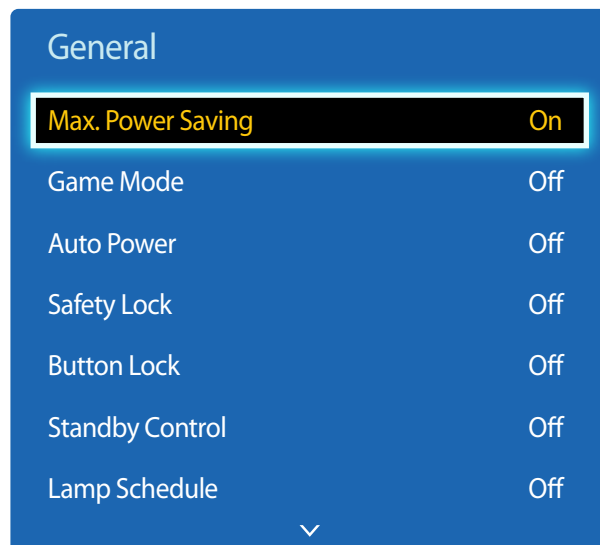 General
Max. Power Saving On
Game Mode Off
Auto Power Off
Safety Lock Off
Button Lock Off
Standby Control Off
Lamp Schedule Off